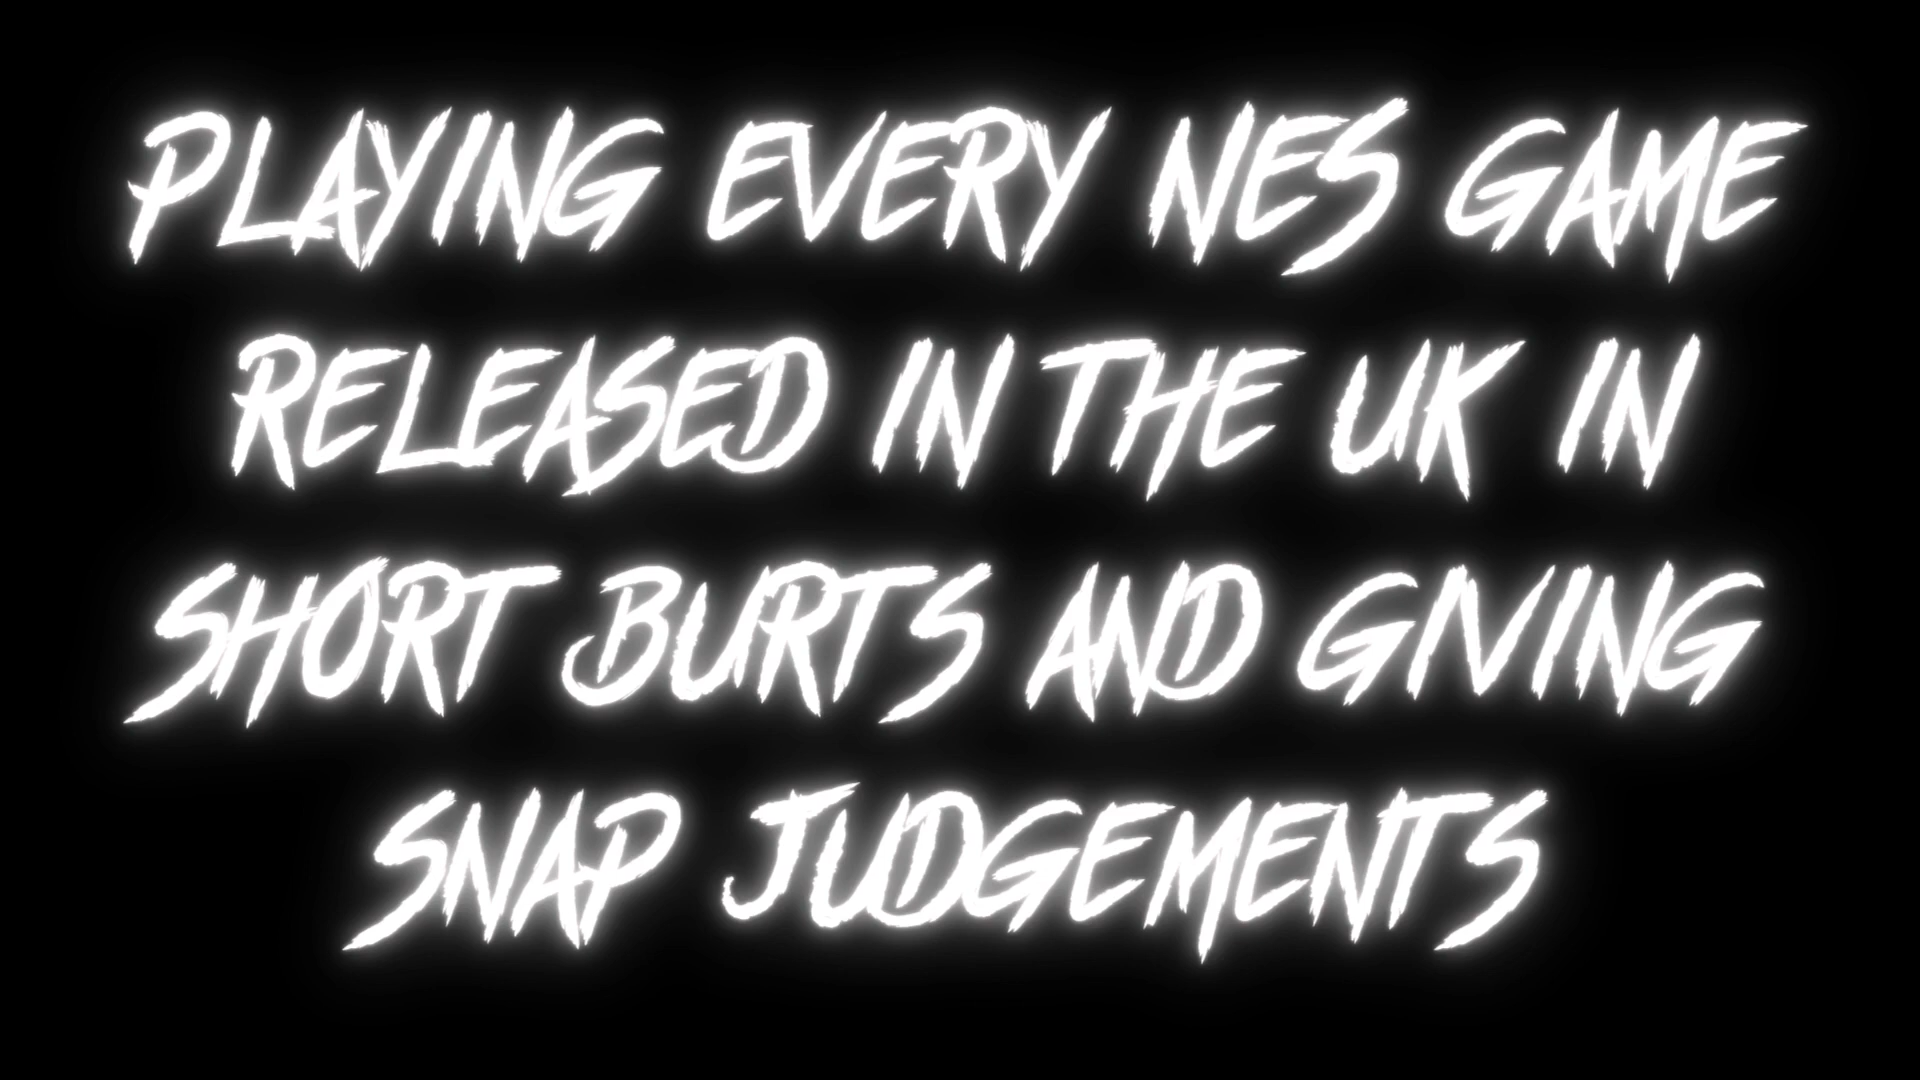 PLAYING EVERY NES GAME
RELEASED IN THE UK IN
SHORT BURTS AND GIVING
SNAP JUDGEMENTS